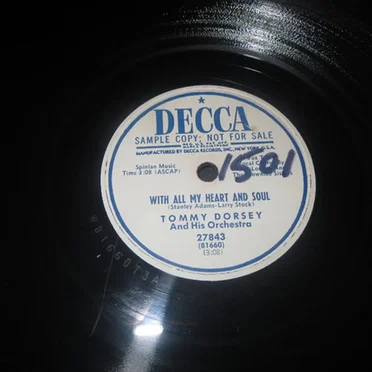 DECCA
SAMPLE COPY: NOT FOR SALE
MANUFACTURED BY DECCA RECORDS, INC., NEW YORK, U.S.A.
Spinlan Music
Time 3:08 (ASCAP)
1501
WITH ALL MY HEART AND SOUL
(Stanley Adams-Larry Stock)
TOMMY DORSEY
And His Orchestra
27843
(81660)
(3:08)